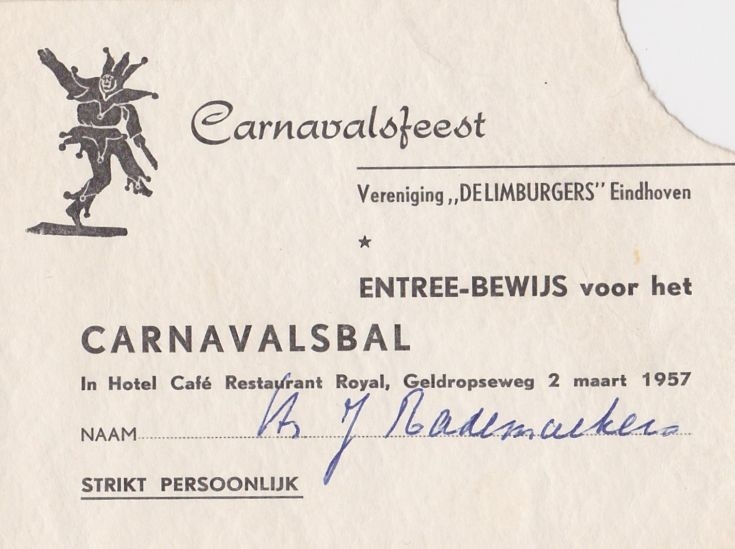 Carnavalsfeest
Vereniging „DE LIMBURGERS” Eindhoven
★
ENTREE-BEWIJS voor het
CARNAVALSBAL
In Hotel Café Restaurant Royal, Geldropseweg 2 maart 1957
NAAM J Rademakers
STRIKT PERSOONLIJK